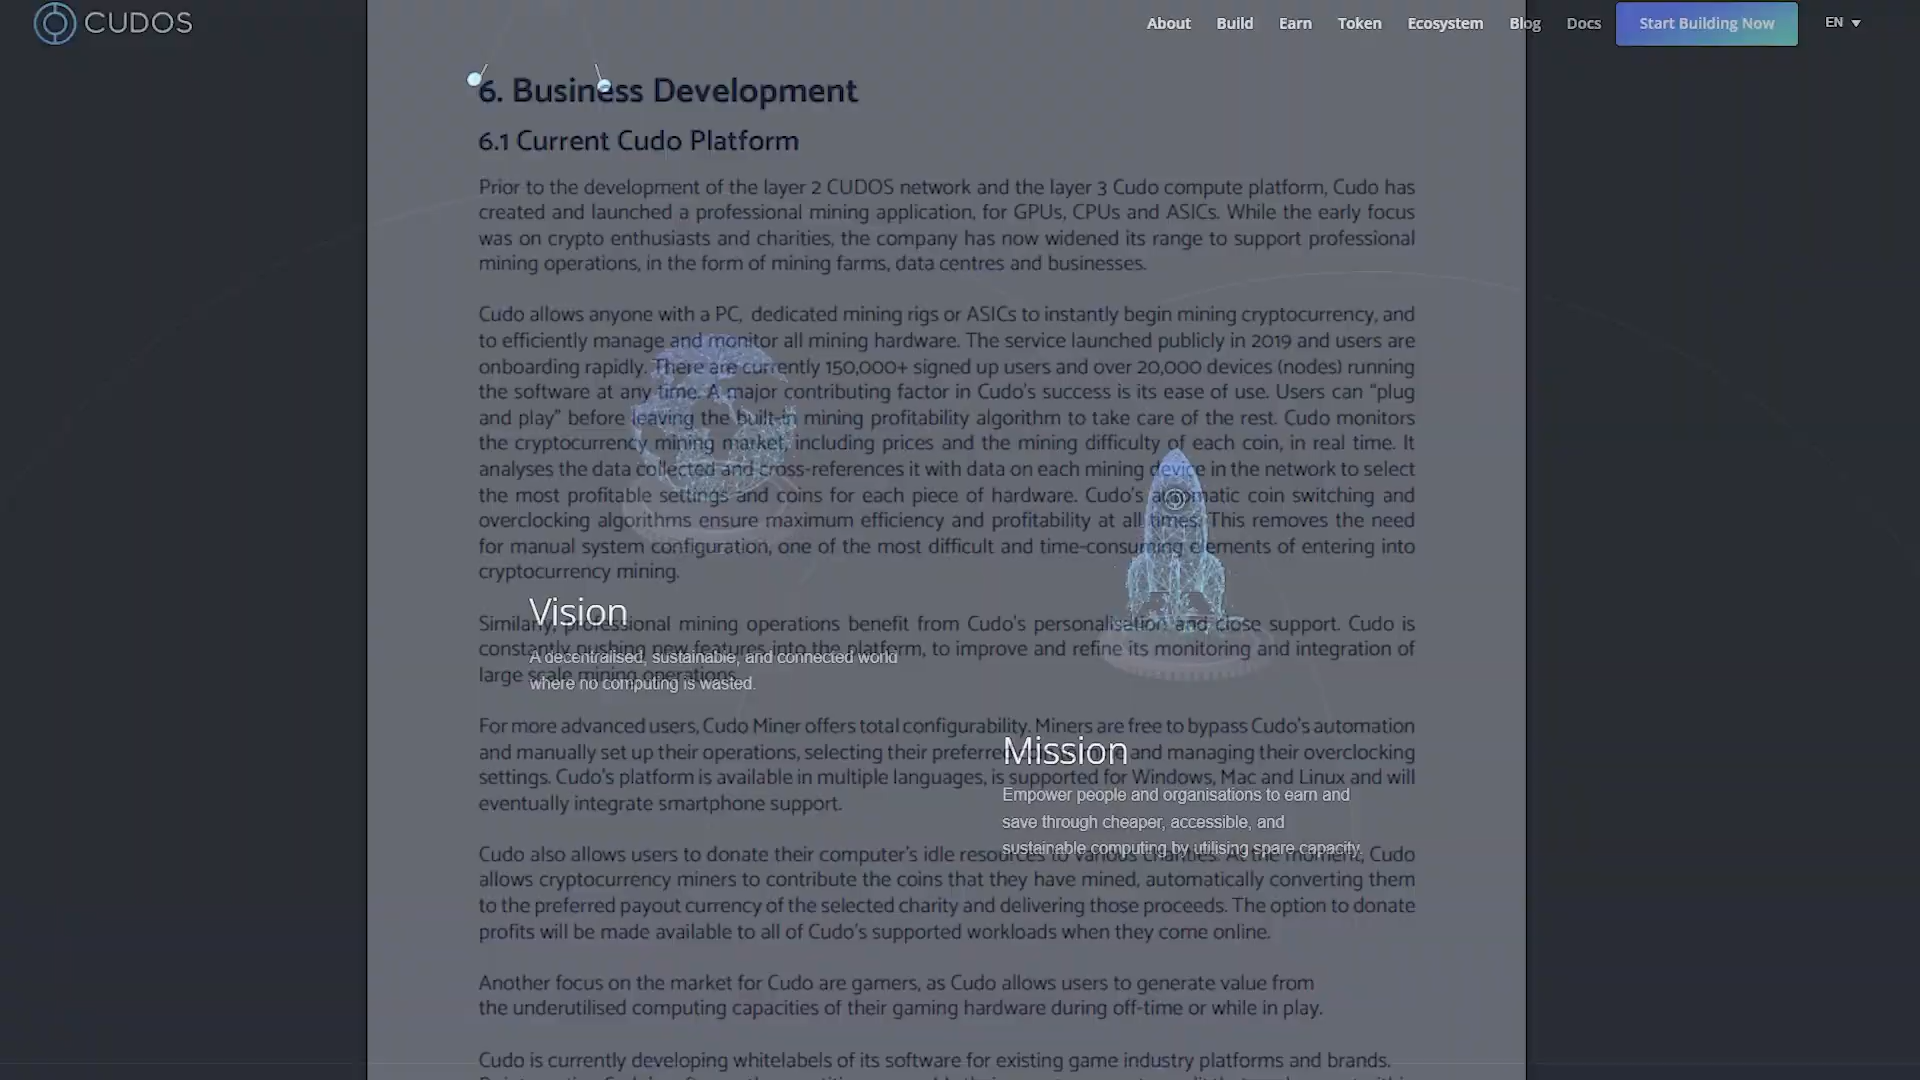 CUDOS
About Build Earn Token Ecosystem Blog Docs Start Building Now EN
6. Business Development
6.1 Current Cudo Platform
Prior to the development of the layer 2 CUDOS network and the layer 3 Cudo compute platform, Cudo has
created and launched a professional mining application, for GPUs, CPUs and ASICs. While the early focus
was on crypto enthusiasts and charities, the company has now widened its range to support professional
mining operations, in the form of mining farms, data centres and businesses.
Cudo allows anyone with a PC, dedicated mining rigs or ASICs to instantly begin mining cryptocurrency, and
to efficiently manage and monitor all mining hardware. The service launched publicly in 2019 and users are
onboarding rapidly. There are currently 150,000+ signed up users and over 20,000 devices (nodes) running
the software at any time. A major contributing factor in Cudo's success is its ease of use. Users can "plug
and play" before leaving the built-in mining profitability algorithm to take care of the rest. Cudo monitors
the cryptocurrency mining market, including prices and the mining difficulty of each coin, in real time. It
analyses the data collected and cross-references it with data on each mining device in the network to select
the most profitable settings and coins for each piece of hardware. Cudo's automatic coin switching and
overclocking algorithms ensure maximum efficiency and profitability at all times. This removes the need
for manual system configuration, one of the most difficult and time-consuming elements of entering into
cryptocurrency mining.
Vision
Similarly, professional mining operations benefit from Cudo's personalisation and close support. Cudo is
constantly pushing new features into the platform, to improve and refine its monitoring and integration of
large scale mining operations.
A decentralised, sustainable, and connected world
where no computing is wasted.
For more advanced users, Cudo Miner offers total configurability. Miners are free to bypass Cudo's automation
and manually set up their operations, selecting their preferred and managing their overclocking
settings. Cudo's platform is available in multiple languages, is supported for Windows, Mac and Linux and will
eventually integrate smartphone support.
Mission
Empower people and organisations to earn and
save through cheaper, accessible, and
sustainable computing by utilising spare capacity.
Cudo also allows users to donate their computer's idle resources to various charities. At the moment, Cudo
allows cryptocurrency miners to contribute the coins that they have mined, automatically converting them
to the preferred payout currency of the selected charity and delivering those proceeds. The option to donate
profits will be made available to all of Cudo's supported workloads when they come online.
Another focus on the market for Cudo are gamers, as Cudo allows users to generate value from
the underutilised computing capacities of their gaming hardware during off-time or while in play.
Cudo is currently developing whitelabels of its software for existing game industry platforms and brands.